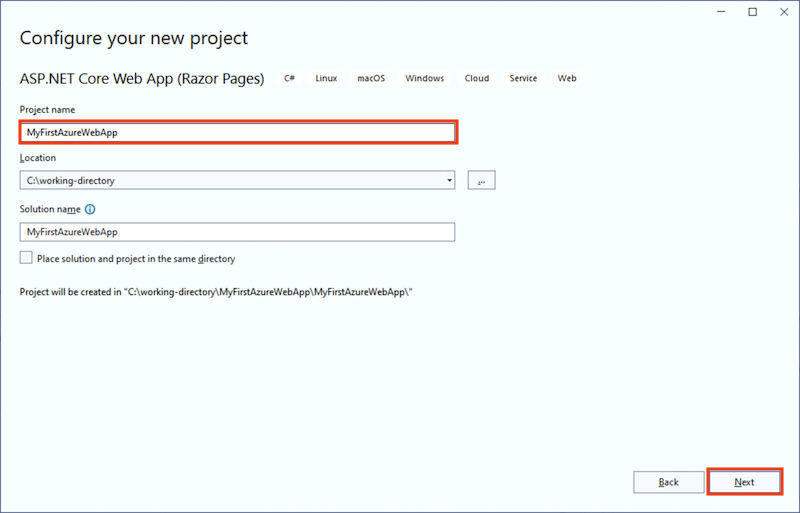 Configure your new project
ASP.NET Core Web App (Razor Pages) C# Linux macOS Windows Cloud Service Web
Project name
MyFirstAzureWebApp
Location
C:\working-directory
...
Solution name
MyFirstAzureWebApp
Place solution and project in the same directory
Project will be created in "C:\working-directory\MyFirstAzureWebApp\MyFirstAzureWebApp\"
Back Next